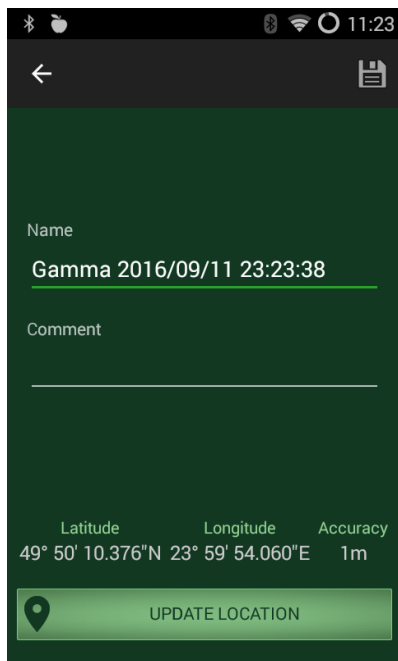 11:23
Name
Gamma 2016/09/11 23:23:38
Comment
Latitude Longitude Accuracy
49° 50' 10.376"N 23° 59' 54.060"E 1m
UPDATE LOCATION